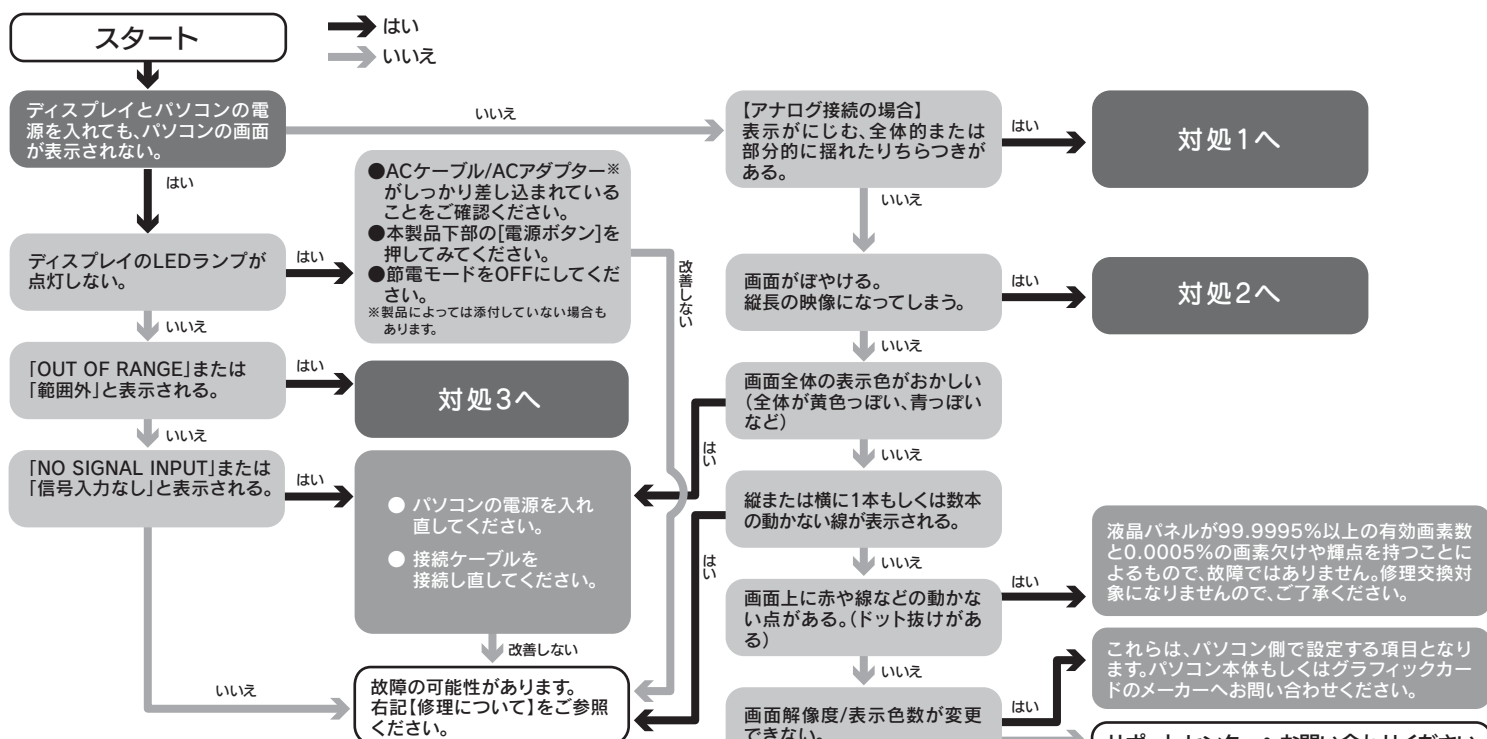 スタート
はい
いいえ
ディスプレイとパソコンの電
源を入れても、パソコンの画面
が表示されない。
いいえ
はい
ディスプレイのLEDランプが
点灯しない。
はい
●ACケーブル/ACアダプター※
がしっかり差し込まれている
ことをご確認ください。
●本製品下部の[電源ボタン]を
押してみてください。
●節電モードをOFFにしてくだ
さい。
※製品によっては添付していない場合も
あります。
改善しない
いいえ
「OUT OF RANGE」または
「範囲外」と表示される。
はい
対処3へ
いいえ
「NO SIGNAL INPUT」または
「信号入力なし」と表示される。
はい
● パソコンの電源を入れ
直してください。
● 接続ケーブルを
接続し直してください。
改善しない
いいえ
故障の可能性があります。
右記【修理について】をご参照
ください。
【アナログ接続の場合】
表示がにじむ、全体的または
部分的に揺れたりちらつきが
ある。
はい
対処1へ
いいえ
画面がぼやける。
縦長の映像になってしまう。
はい
対処2へ
いいえ
画面全体の表示色がおかしい
(全体が黄色っぽい、青っぽい
など)
はい
いいえ
縦または横に1本もしくは数本
の動かない線が表示される。
はい
いいえ
画面上に赤や線などの動かな
い点がある。(ドット抜けがあ
る)
はい
液晶パネルが99.9995%以上の有効画素数
と0.0005%の画素欠けや輝点を持つことに
よるもので、故障ではありません。修理交換対
象になりませんので、ご了承ください。
いいえ
画面解像度/表示色数が変更
できない。
はい
これらは、パソコン側で設定する項目となり
ます。パソコン本体もしくはグラフィックカー
ドのメーカーへお問い合わせください。